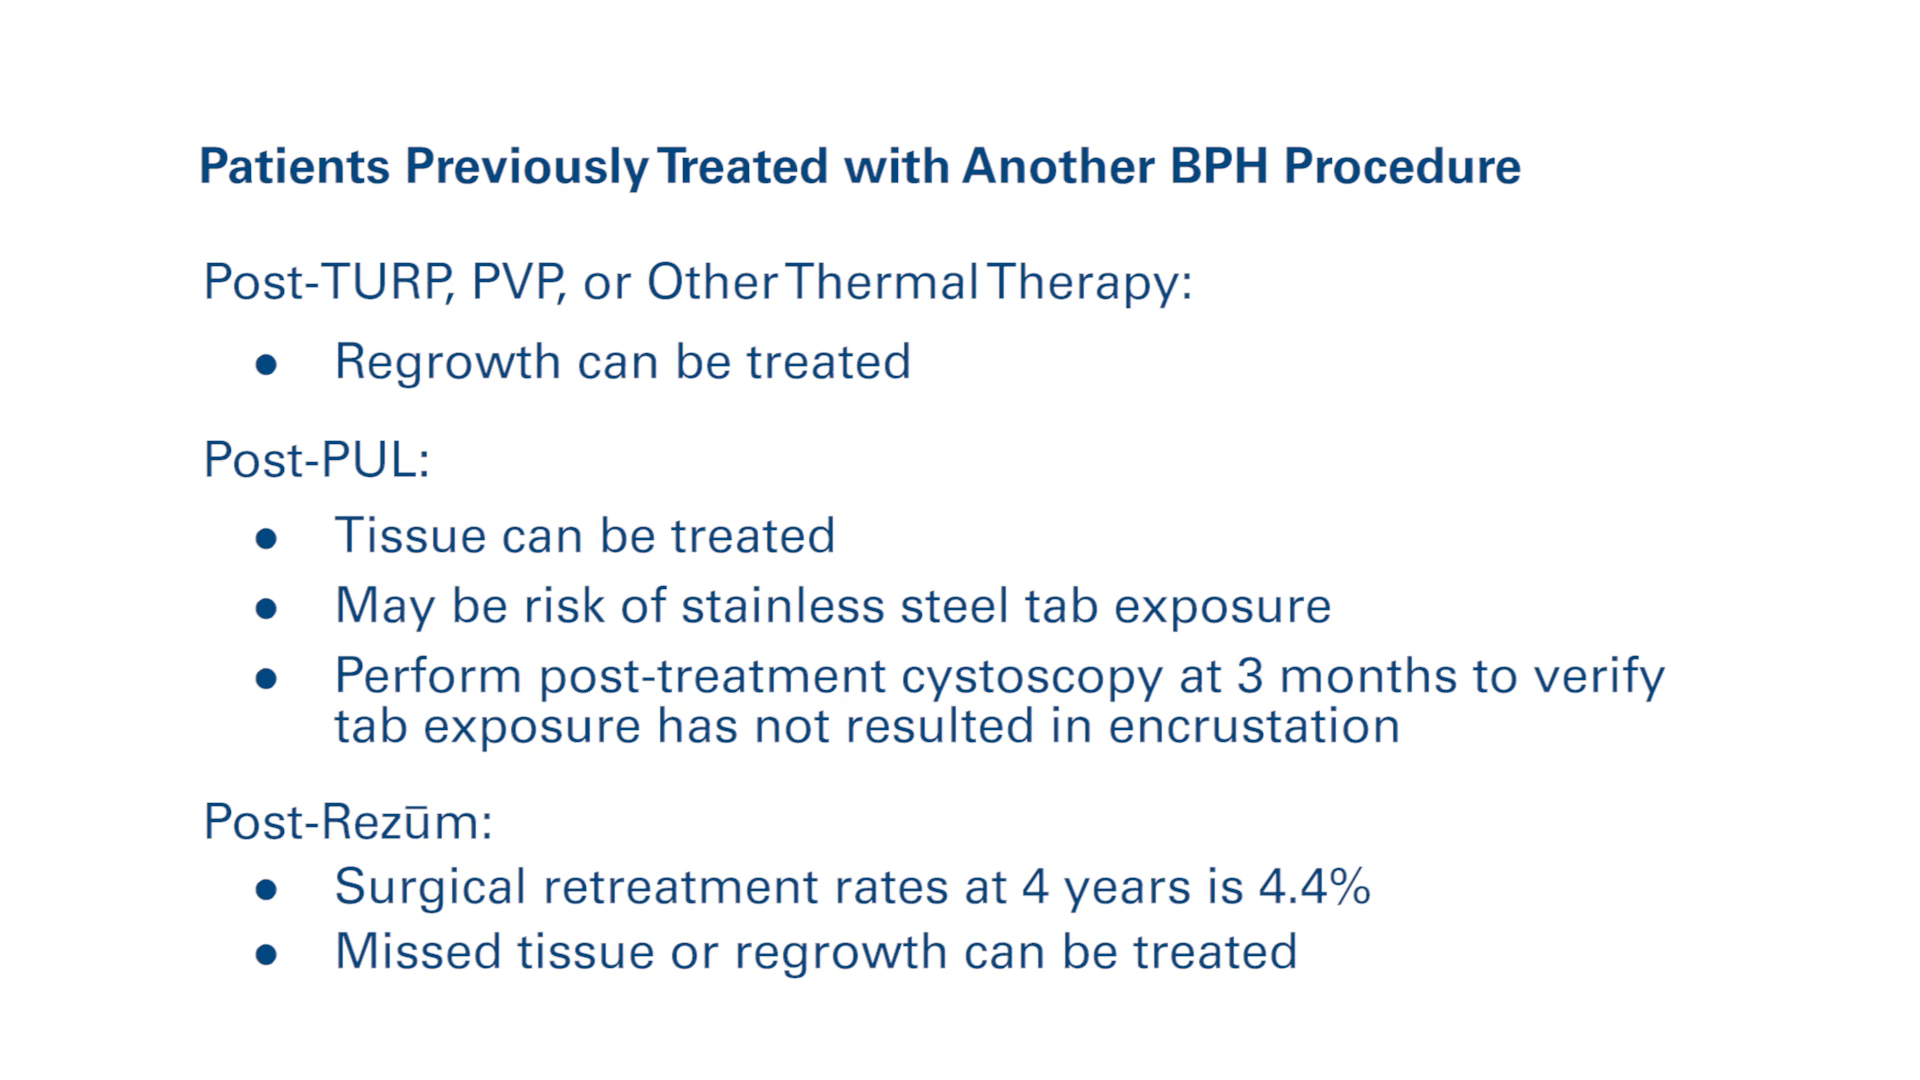 Patients Previously Treated with Another BPH Procedure
Post-TURP, PVP, or Other Thermal Therapy:
● Regrowth can be treated
Post-PUL:
● Tissue can be treated
● May be risk of stainless steel tab exposure
● Perform post-treatment cystoscopy at 3 months to verify
tab exposure has not resulted in encrustation
Post-Rezūm:
● Surgical retreatment rates at 4 years is 4.4%
● Missed tissue or regrowth can be treated